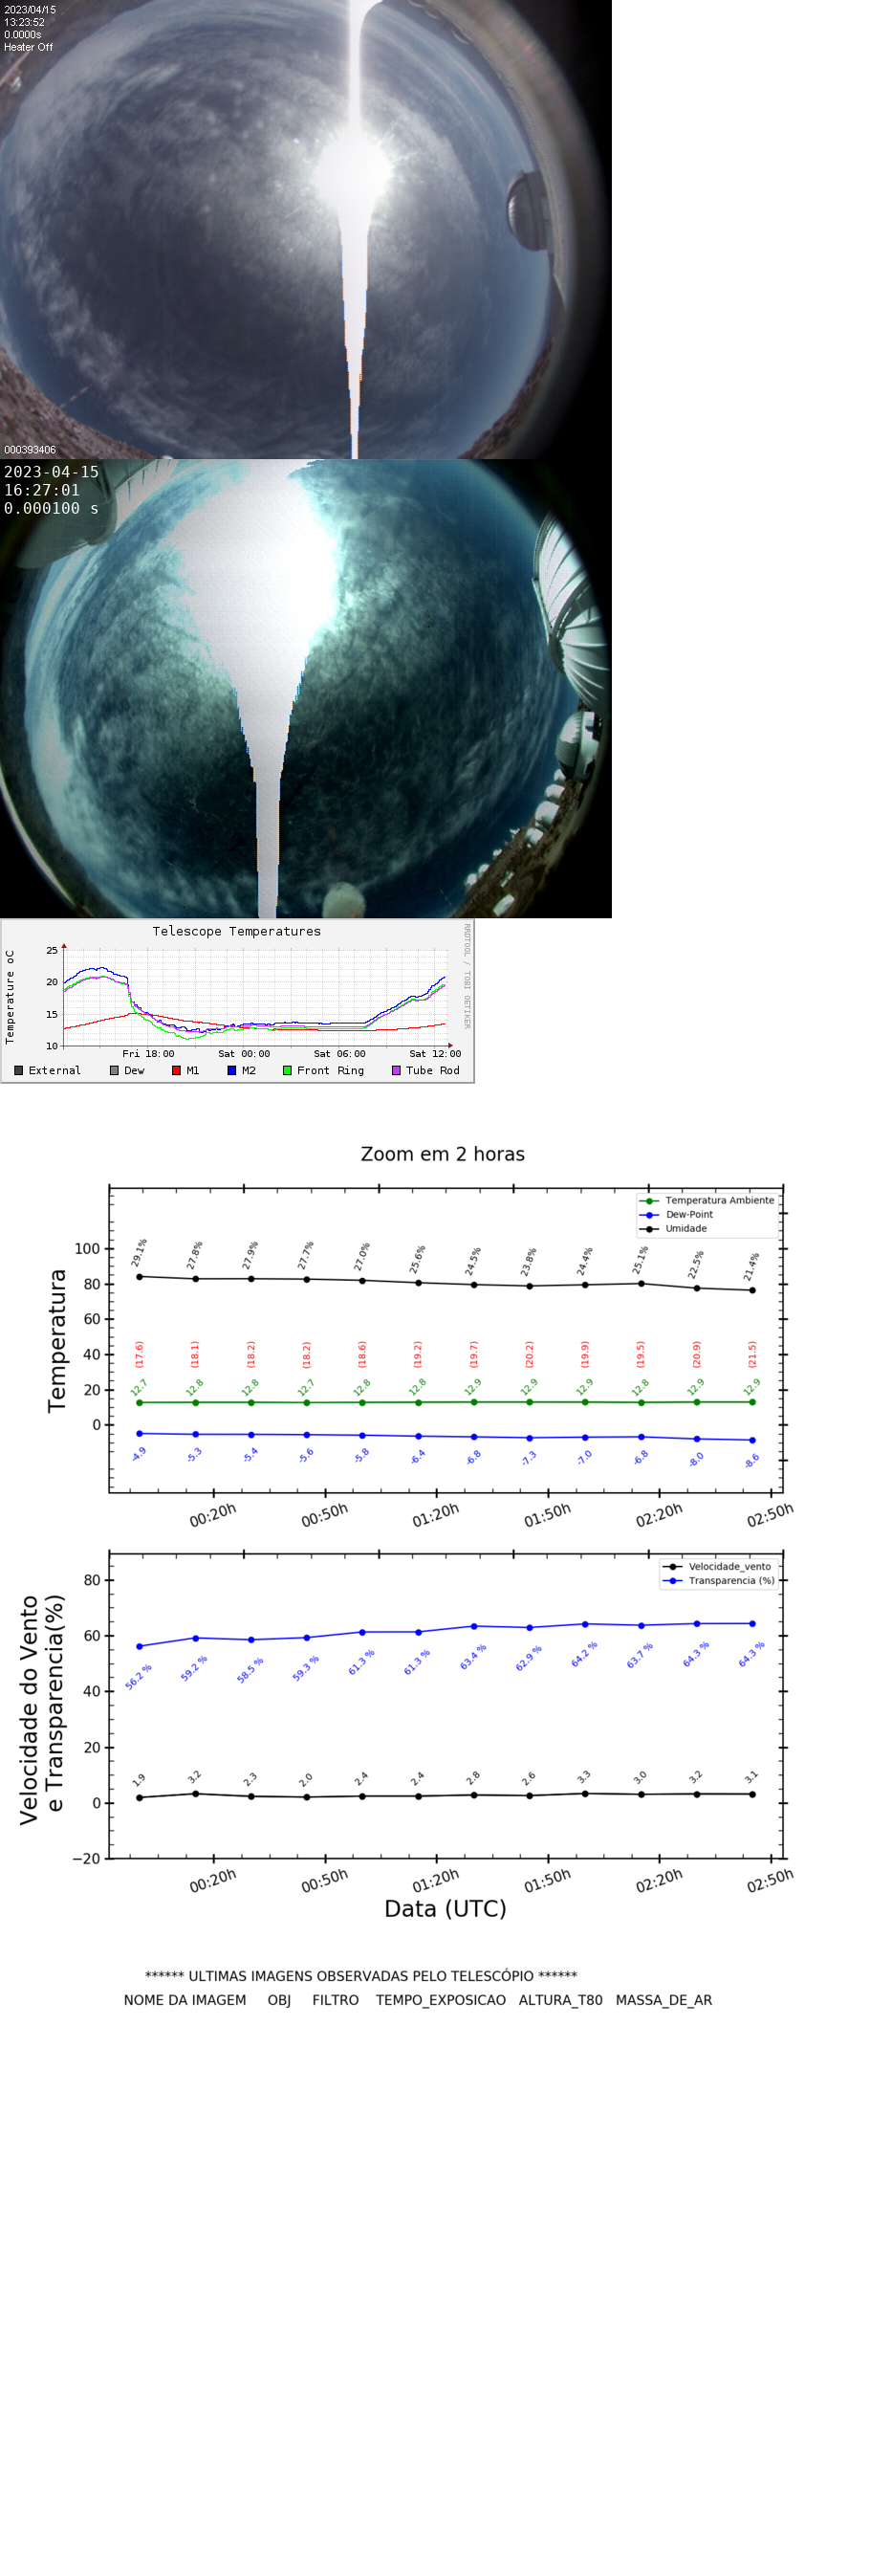 2023/04/15
13:23:52
0.0000s
Heater Off
000393406
2023-04-15
16:27:01
0.000100 s
Telescope Temperatures
RRDTOOL / TOBI OETIKER
Temperature oC
25
20
15
10
Fri 18:00 Sat 00:00 Sat 06:00 Sat 12:00
External Dew M1 M2 Front Ring Tube Rod
Zoom em 2 horas
Temperatura Ambiente
Dew-Point
Umidade
Temperatura
100
80
60
40
20
0
29.1% 27.8% 27.9% 27.7% 27.0% 25.6% 24.5% 23.8% 24.4% 25.1% 22.5% 21.4%
(17.6) (18.1) (18.2) (18.2) (18.6) (19.2) (19.7) (20.2) (19.9) (19.5) (20.9) (21.5)
12.7 12.8 12.8 12.7 12.8 12.8 12.9 12.9 12.9 12.8 12.9 12.9
-4.9 -5.3 -5.4 -5.6 -5.8 -6.4 -6.8 -7.3 -7.0 -6.8 -8.0 -8.6
00:20h 00:50h 01:20h 01:50h 02:20h 02:50h
Velocidade_vento
Transparencia (%)
Velocidade do Vento
e Transparencia(%)
80
60
40
20
0
−20
56.2 % 59.2 % 58.5 % 59.3 % 61.3 % 61.3 % 63.4 % 62.9 % 64.2 % 63.7 % 64.3 % 64.3 %
1.9 3.2 2.3 2.0 2.4 2.4 2.8 2.6 3.3 3.0 3.2 3.1
00:20h 00:50h 01:20h 01:50h 02:20h 02:50h
Data (UTC)
****** ULTIMAS IMAGENS OBSERVADAS PELO TELESCÓPIO ******
NOME DA IMAGEM OBJ FILTRO TEMPO_EXPOSICAO ALTURA_T80 MASSA_DE_AR